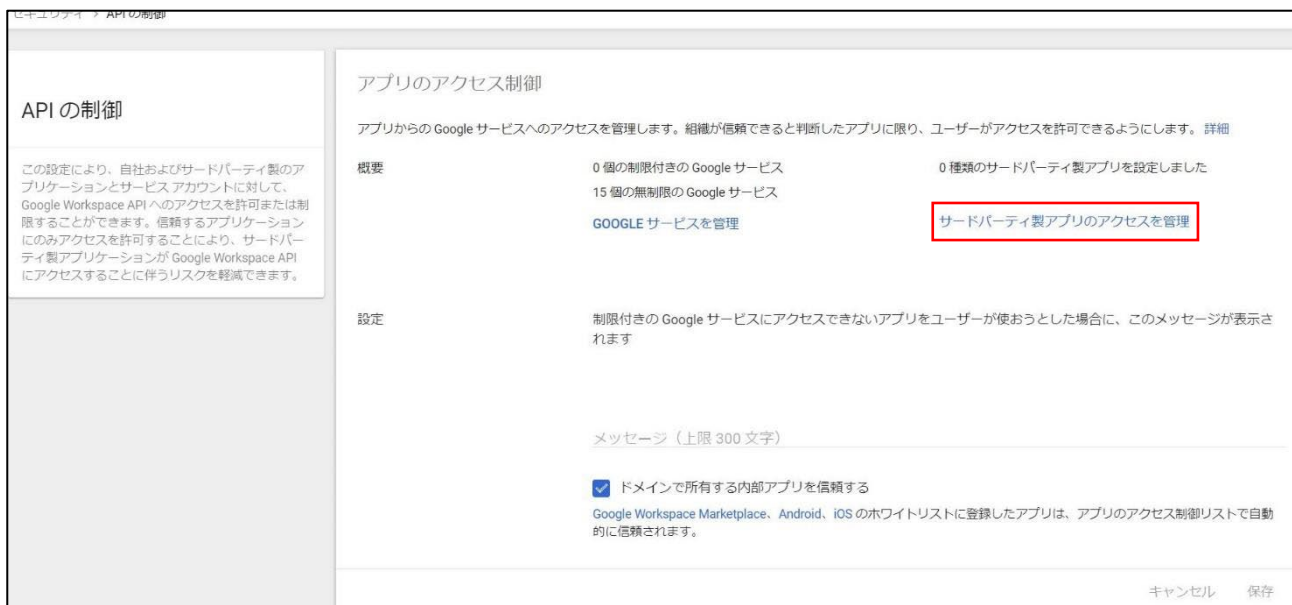 セキュリティ > API の制御
API の制御
この設定により、自社およびサードパーティ製のア
プリケーションとサービス アカウントに対して、
Google Workspace API へのアクセスを許可または制
限することができます。信頼するアプリケーション
にのみアクセスを許可することにより、サードパー
ティ製アプリケーションが Google Workspace API
にアクセスすることに伴うリスクを軽減できます。
アプリのアクセス制御
アプリからの Google サービスへのアクセスを管理します。組織が信頼できると判断したアプリに限り、ユーザーがアクセスを許可できるようにします。 詳細
概要
0 個の制限付きの Google サービス
15 個の無制限の Google サービス
GOOGLE サービスを管理
0 種類のサードパーティ製アプリを設定しました
サードパーティ製アプリのアクセスを管理
設定
制限付きの Google サービスにアクセスできないアプリをユーザーが使おうとした場合に、このメッセージが表示さ
れます
メッセージ（上限 300 文字）
ドメインで所有する内部アプリを信頼する
Google Workspace Marketplace、Android、iOS のホワイトリストに登録したアプリは、アプリのアクセス制御リストで自動
的に信頼されます。
キャンセル 保存